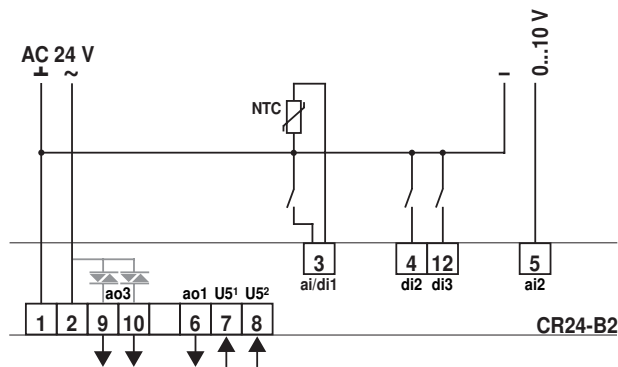 AC 24 V
⊥ ~
– 0...10 V
NTC
3 4 12 5
ai/di1 di2 di3 ai2
ao3 ao1 U5¹ U5²
1 2 9 10 6 7 8
CR24-B2